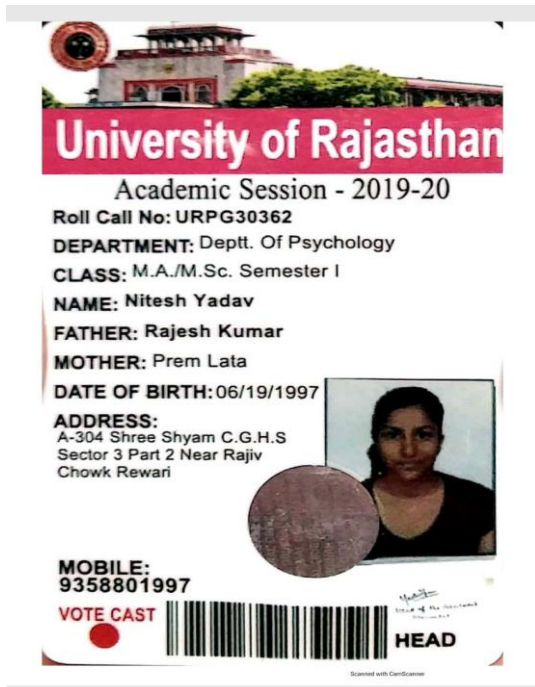 University of Rajasthan
Academic Session - 2019-20
Roll Call No: URPG30362
DEPARTMENT: Deptt. Of Psychology
CLASS: M.A./M.Sc. Semester I
NAME: Nitesh Yadav
FATHER: Rajesh Kumar
MOTHER: Prem Lata
DATE OF BIRTH: 06/19/1997
ADDRESS:
A-304 Shree Shyam C.G.H.S
Sector 3 Part 2 Near Rajiv
Chowk Rewari
MOBILE:
9358801997
VOTE CAST
HEAD
Scanned with CamScanner